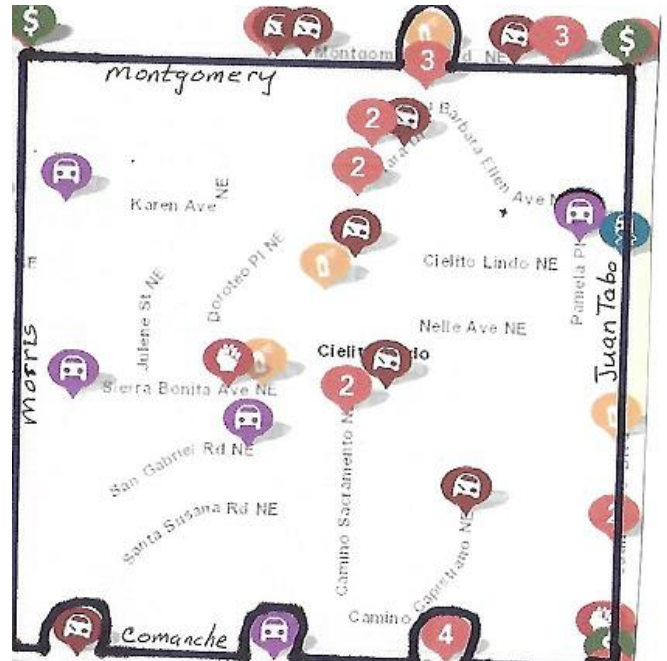 $
Montgom d NE
3
3
$
Montgomery
2
Barbara Ellen Ave N
2
Karen Ave NE
E
Cielito Lindo NE
Pamela Pl
Doroteo Pl NE
Julene St NE
Juan Tabo
Morris
Nelle Ave NE
Cielit do
Sierra Bonita Ave NE
2
San Gabriel Rd NE
Camino Sacramento NE
Santa Susana Rd NE
2
Camino Capistrano NE
Comanche
4